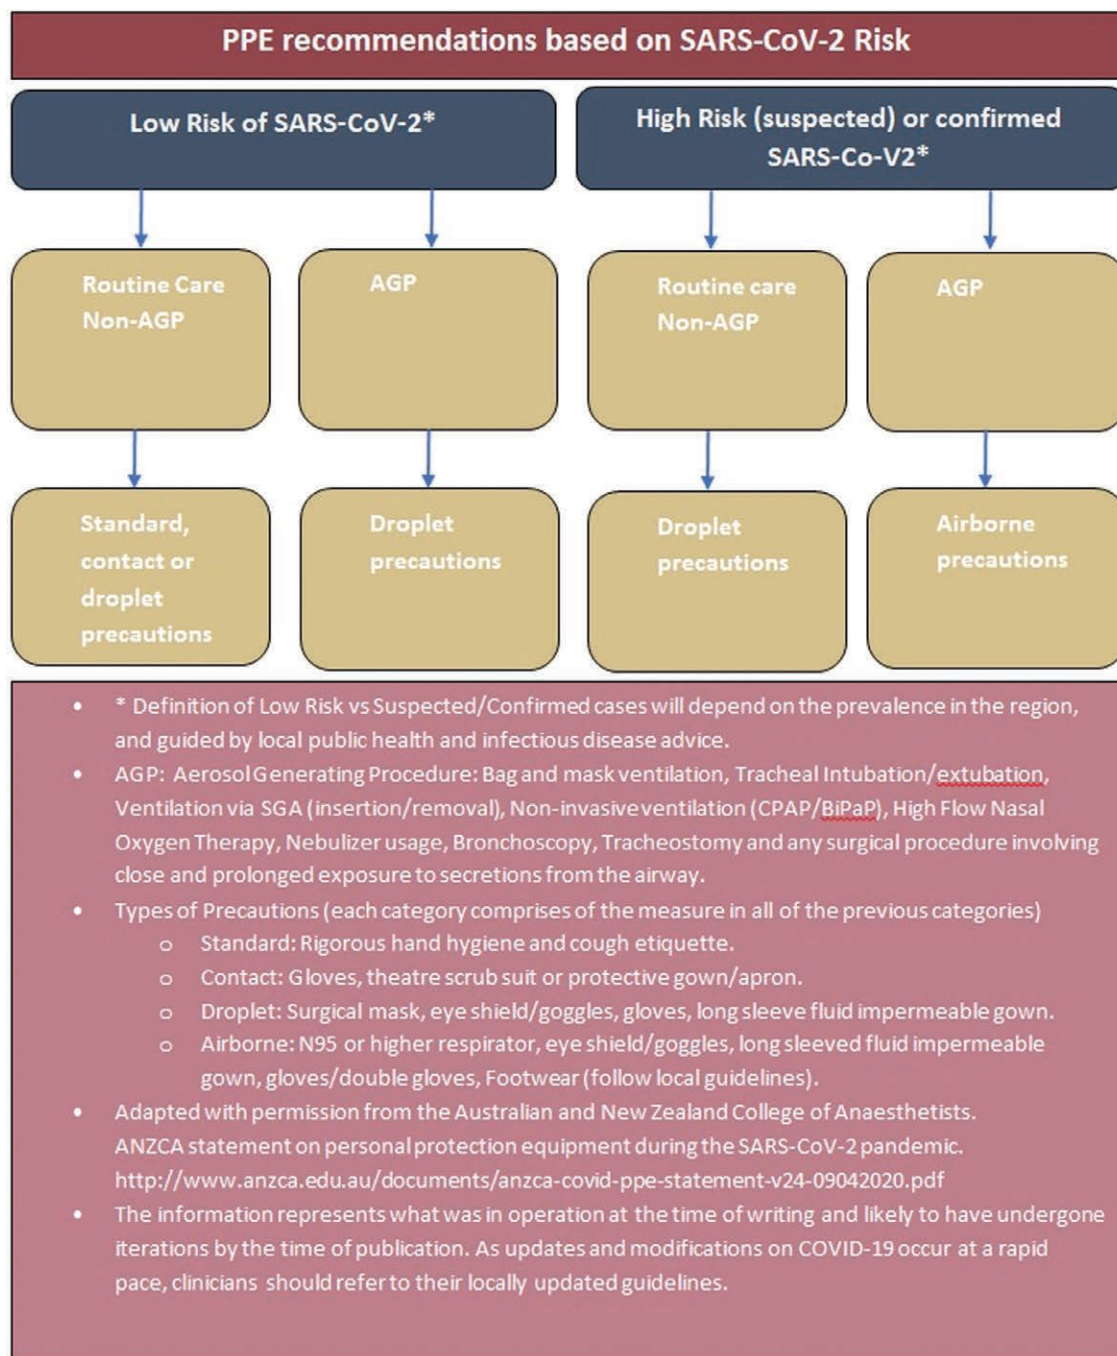 PPE recommendations based on SARS-CoV-2 Risk
Low Risk of SARS-CoV-2*
High Risk (suspected) or confirmed
SARS-Co-V2*
Routine Care
Non-AGP
AGP
Routine care
Non-AGP
AGP
Standard,
contact or
droplet
precautions
Droplet
precautions
Droplet
precautions
Airborne
precautions
• * Definition of Low Risk vs Suspected/Confirmed cases will depend on the prevalence in the region,
and guided by local public health and infectious disease advice.
• AGP: Aerosol Generating Procedure: Bag and mask ventilation, Tracheal Intubation/extubation,
Ventilation via SGA (insertion/removal), Non-invasive ventilation (CPAP/BiPaP), High Flow Nasal
Oxygen Therapy, Nebulizer usage, Bronchoscopy, Tracheostomy and any surgical procedure involving
close and prolonged exposure to secretions from the airway.
• Types of Precautions (each category comprises of the measure in all of the previous categories)
o Standard: Rigorous hand hygiene and cough etiquette.
o Contact: Gloves, theatre scrub suit or protective gown/apron.
o Droplet: Surgical mask, eye shield/goggles, gloves, long sleeve fluid impermeable gown.
o Airborne: N95 or higher respirator, eye shield/goggles, long sleeved fluid impermeable
gown, gloves/double gloves, Footwear (follow local guidelines).
• Adapted with permission from the Australian and New Zealand College of Anaesthetists.
ANZCA statement on personal protection equipment during the SARS-CoV-2 pandemic.
http://www.anzca.edu.au/documents/anzca-covid-ppe-statement-v24-09042020.pdf
• The information represents what was in operation at the time of writing and likely to have undergone
iterations by the time of publication. As updates and modifications on COVID-19 occur at a rapid
pace, clinicians should refer to their locally updated guidelines.